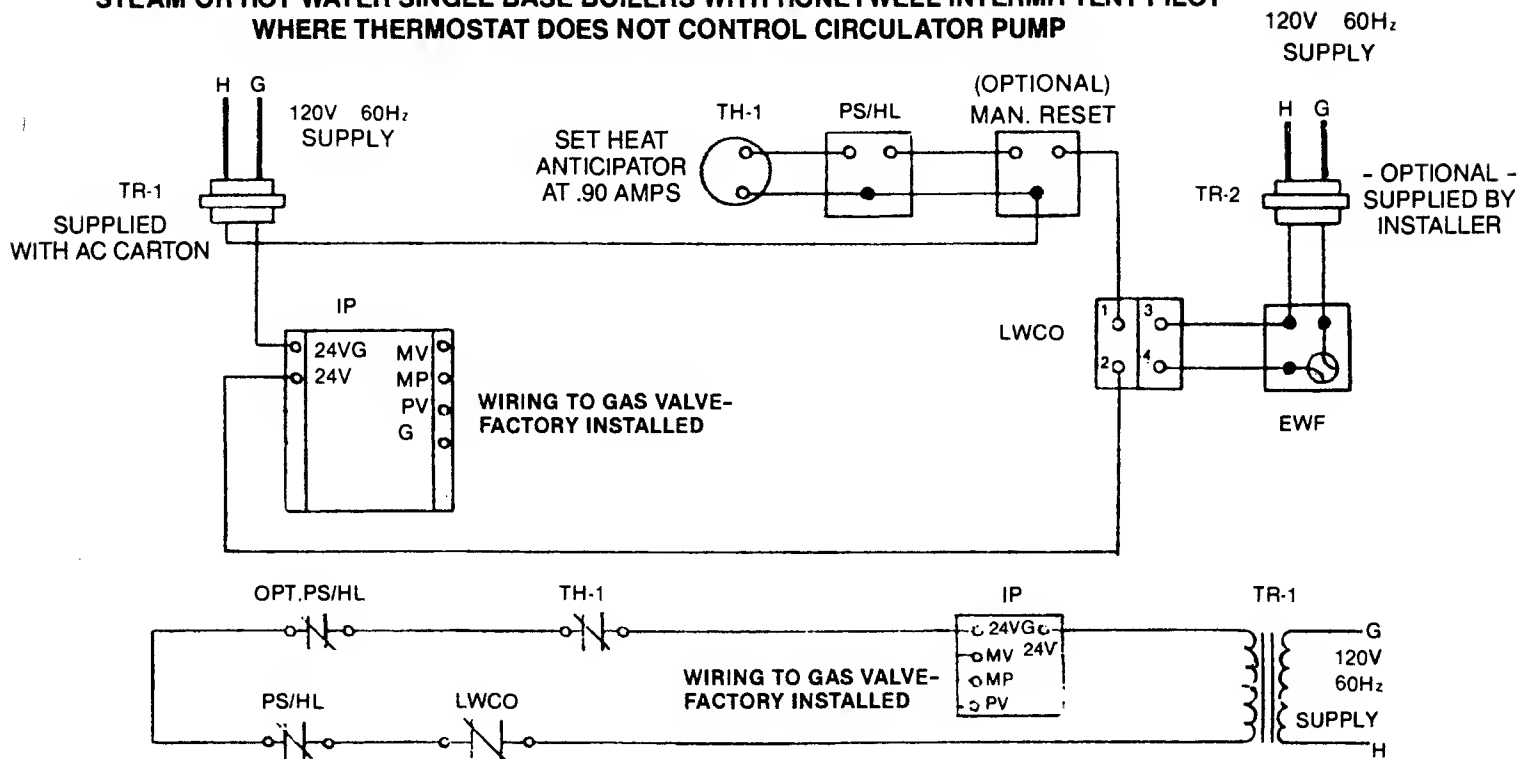 WHERE THERMOSTAT DOES NOT CONTROL CIRCULATOR PUMP
120V 60Hz
SUPPLY
H G
120V 60Hz
SUPPLY
TR-1
SUPPLIED
WITH AC CARTON
SET HEAT
ANTICIPATOR
AT .90 AMPS
TH-1
PS/HL
(OPTIONAL)
MAN. RESET
H G
TR-2
- OPTIONAL -
SUPPLIED BY
INSTALLER
LWCO
1
2
3
4
EWF
IP
24VG
24V
MV
MP
PV
G
WIRING TO GAS VALVE-
FACTORY INSTALLED
OPT.PS/HL
TH-1
IP
TR-1
24VG
24V
MV
MP
PV
WIRING TO GAS VALVE-
FACTORY INSTALLED
PS/HL
LWCO
G
120V
60Hz
SUPPLY
H